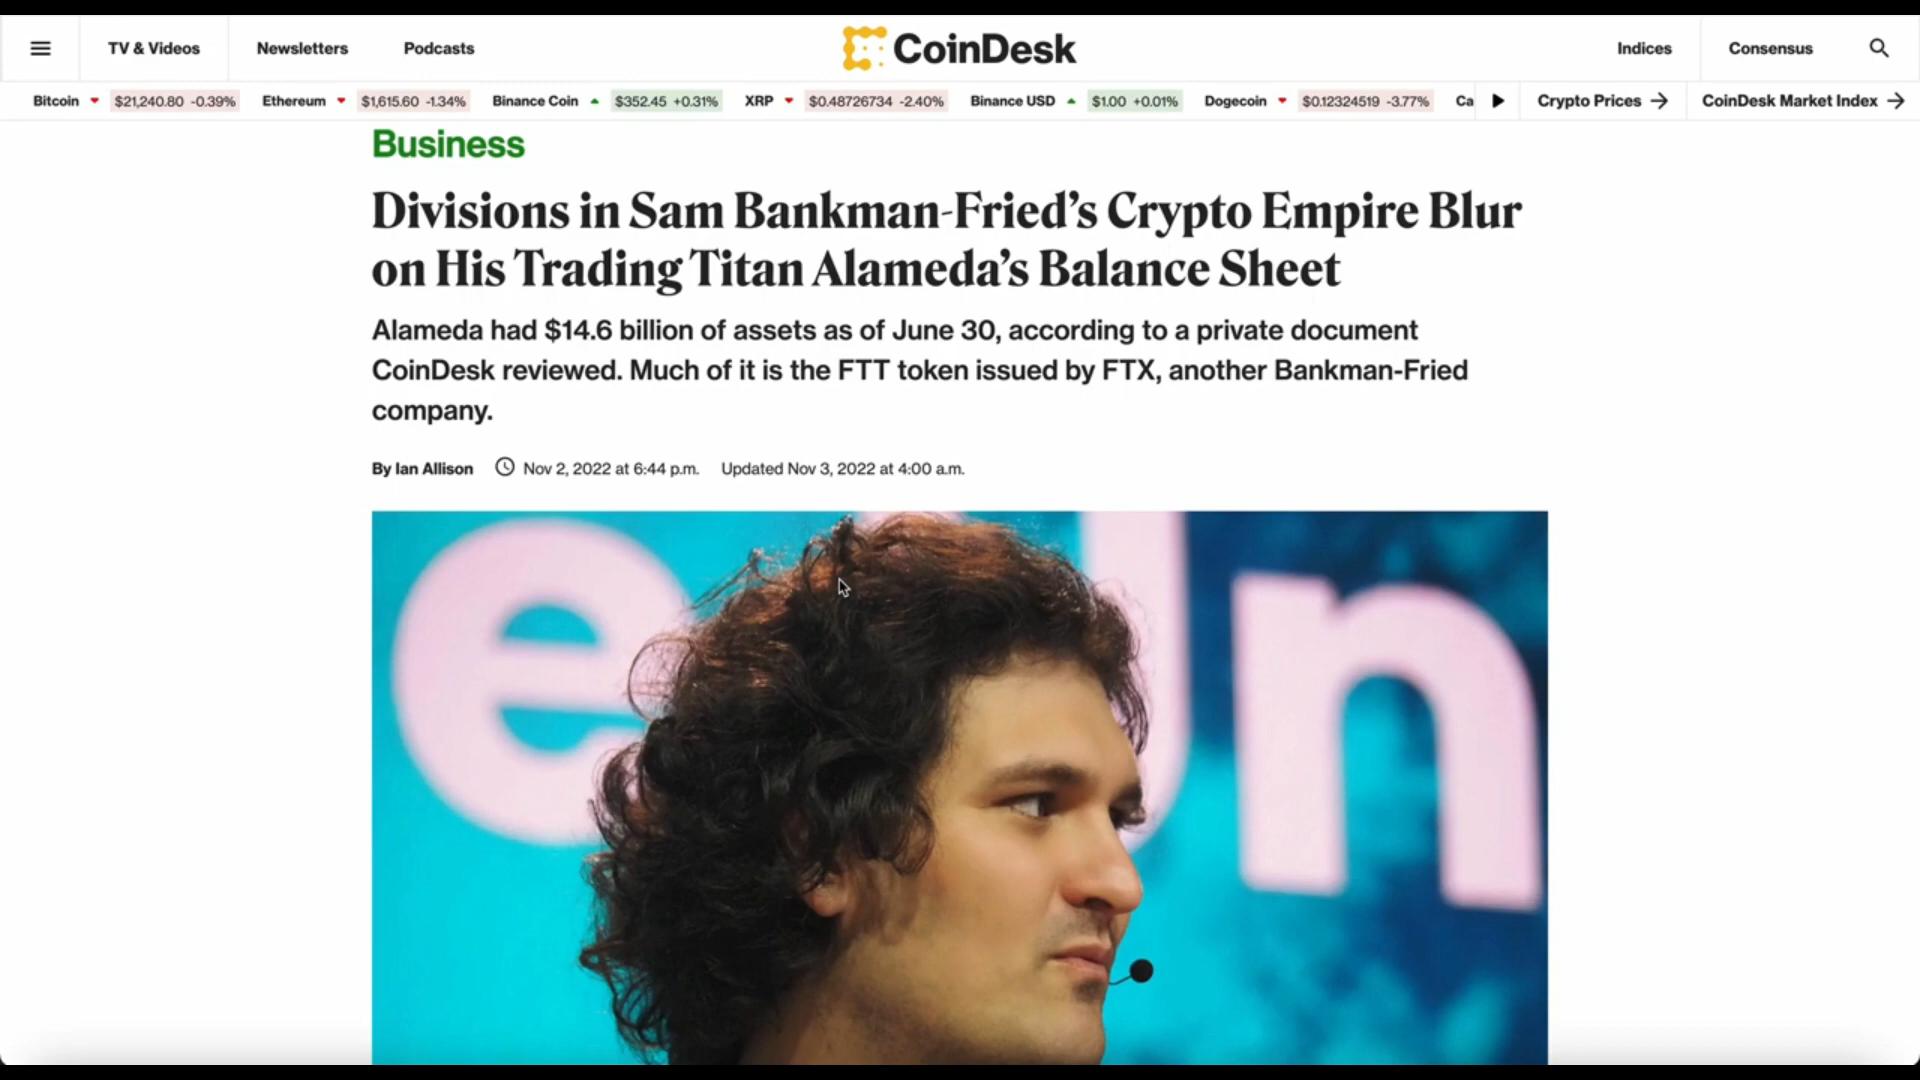 TV & Videos
Newsletters
Podcasts
CoinDesk
Indices
Consensus
Bitcoin $21,240.80 -0.39% Ethereum $1,615.60 -1.34% Binance Coin $352.45 +0.31% XRP $0.48726734 -2.40% Binance USD $1.00 +0.01% Dogecoin $0.12324519 -3.77% Ca
Crypto Prices
CoinDesk Market Index
Business
Divisions in Sam Bankman-Fried’s Crypto Empire Blur
on His Trading Titan Alameda’s Balance Sheet
Alameda had $14.6 billion of assets as of June 30, according to a private document
CoinDesk reviewed. Much of it is the FTT token issued by FTX, another Bankman-Fried
company.
By Ian Allison Nov 2, 2022 at 6:44 p.m. Updated Nov 3, 2022 at 4:00 a.m.
e
n